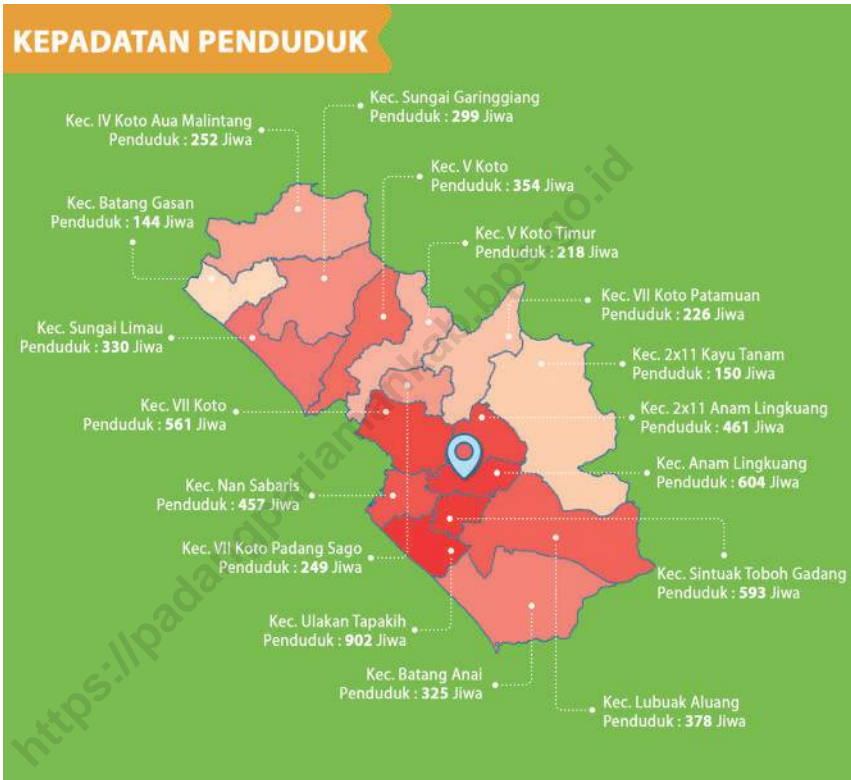 KEPADATAN PENDUDUK
Kec. Sungai Garinggiang
Penduduk : 299 Jiwa
Kec. IV Koto Aua Malintang
Penduduk : 252 Jiwa
Kec. V Koto
Penduduk : 354 Jiwa
Kec. Batang Gasan
Penduduk : 144 Jiwa
Kec. V Koto Timur
Penduduk : 218 Jiwa
Kec. VII Koto Patamuan
Penduduk : 226 Jiwa
Kec. Sungai Limau
Penduduk : 330 Jiwa
Kec. 2x11 Kayu Tanam
Penduduk : 150 Jiwa
Kec. VII Koto
Penduduk : 561 Jiwa
Kec. 2x11 Anam Lingkuang
Penduduk : 461 Jiwa
Kec. Anam Lingkuang
Penduduk : 604 Jiwa
Kec. Nan Sabaris
Penduduk : 457 Jiwa
Kec. VII Koto Padang Sago
Penduduk : 249 Jiwa
Kec. Sintuak Toboh Gadang
Penduduk : 593 Jiwa
Kec. Ulakan Tapakih
Penduduk : 902 Jiwa
Kec. Batang Anai
Penduduk : 325 Jiwa
Kec. Lubuak Aluang
Penduduk : 378 Jiwa
https://padangpariamankab.bps.go.id